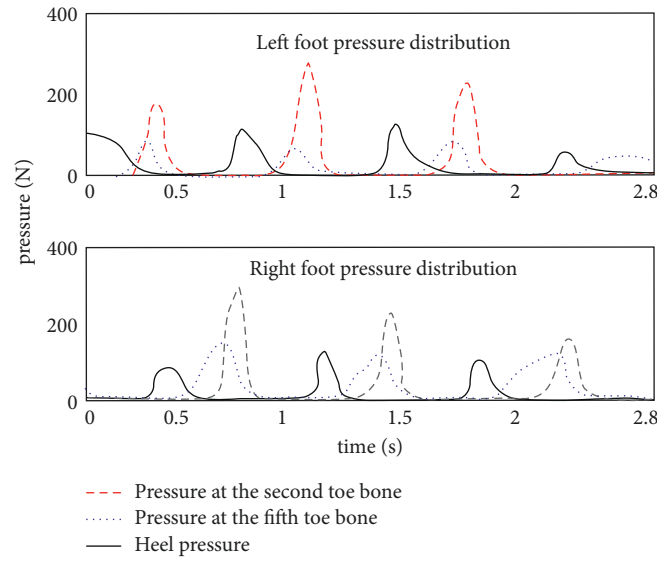 400
Left foot pressure distribution
200
0
0 0.5 1 1.5 2 2.8
pressure (N)
400
Right foot pressure distribution
200
0
0 0.5 1 1.5 2 2.8
time (s)
Pressure at the second toe bone
Pressure at the fifth toe bone
Heel pressure